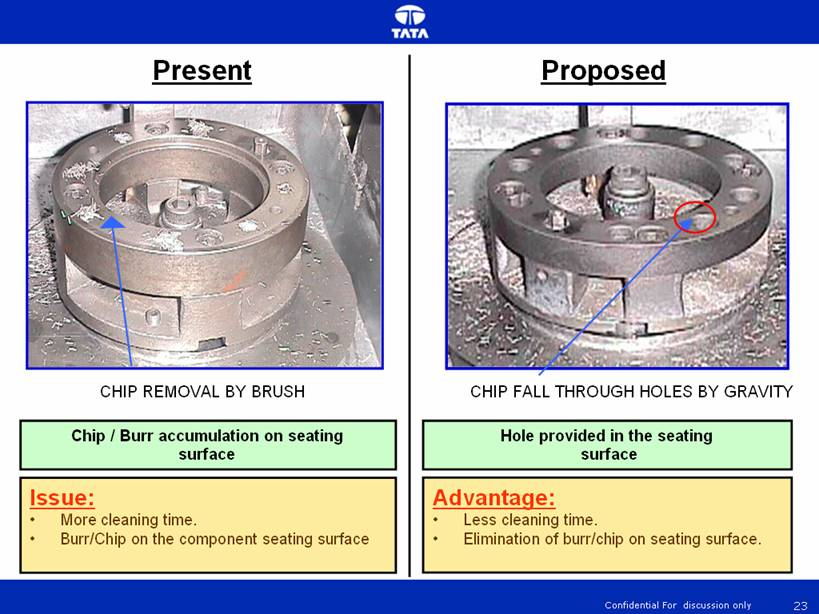 TATA
Present
Proposed
CHIP REMOVAL BY BRUSH
CHIP FALL THROUGH HOLES BY GRAVITY
Chip / Burr accumulation on seating
surface
Hole provided in the seating
surface
Issue:
• More cleaning time.
• Burr/Chip on the component seating surface
Advantage:
• Less cleaning time.
• Elimination of burr/chip on seating surface.
Confidential For discussion only
23